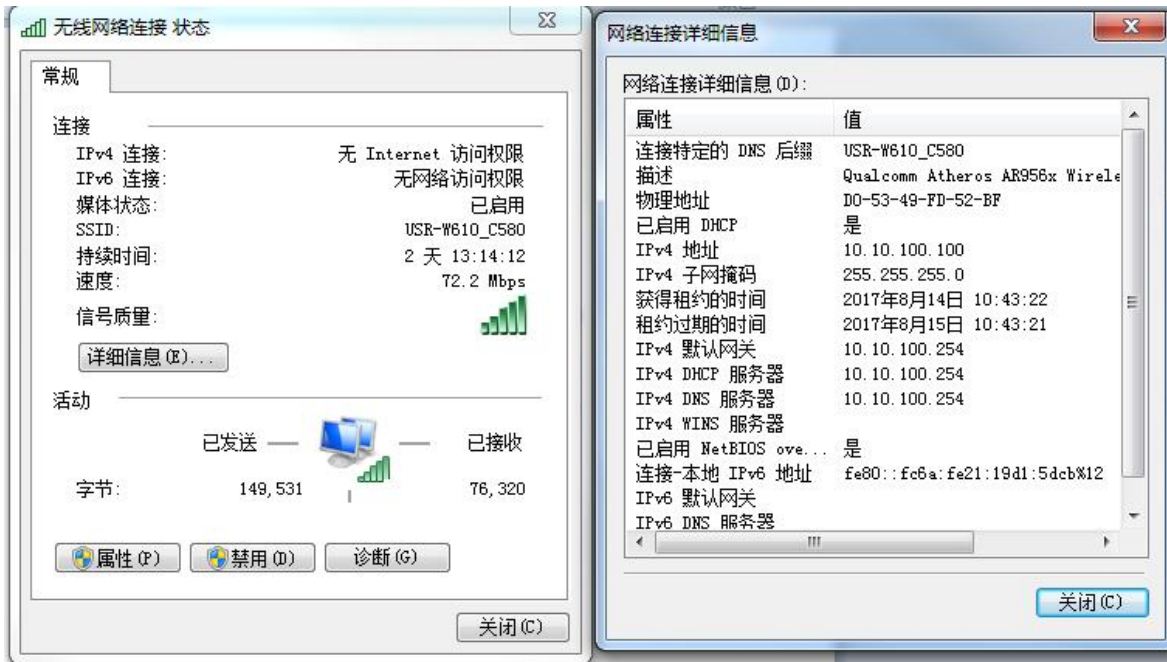 无线网络连接 状态
常规
连接
IPv4 连接: 无 Internet 访问权限
IPv6 连接: 无网络访问权限
媒体状态: 已启用
SSID: USR-W610_C580
持续时间: 2 天 13:14:12
速度: 72.2 Mbps
信号质量:
详细信息(E)...
活动
已发送 — — 已接收
字节: 149,531 76,320
属性(P) 禁用(D) 诊断(G)
关闭(C)
网络连接详细信息
网络连接详细信息(D):
属性 值
连接特定的 DNS 后缀 USR-W610_C580
描述 Qualcomm Atheros AR956x Wirele
物理地址 D0-53-49-FD-52-BF
已启用 DHCP 是
IPv4 地址 10.10.100.100
IPv4 子网掩码 255.255.255.0
获得租约的时间 2017年8月14日 10:43:22
租约过期的时间 2017年8月15日 10:43:21
IPv4 默认网关 10.10.100.254
IPv4 DHCP 服务器 10.10.100.254
IPv4 DNS 服务器 10.10.100.254
IPv4 WINS 服务器
已启用 NetBIOS ove... 是
连接-本地 IPv6 地址 fe80::fc6a:fe21:19d1:5dcb%12
IPv6 默认网关
IPv6 DNS 服务器
关闭(C)